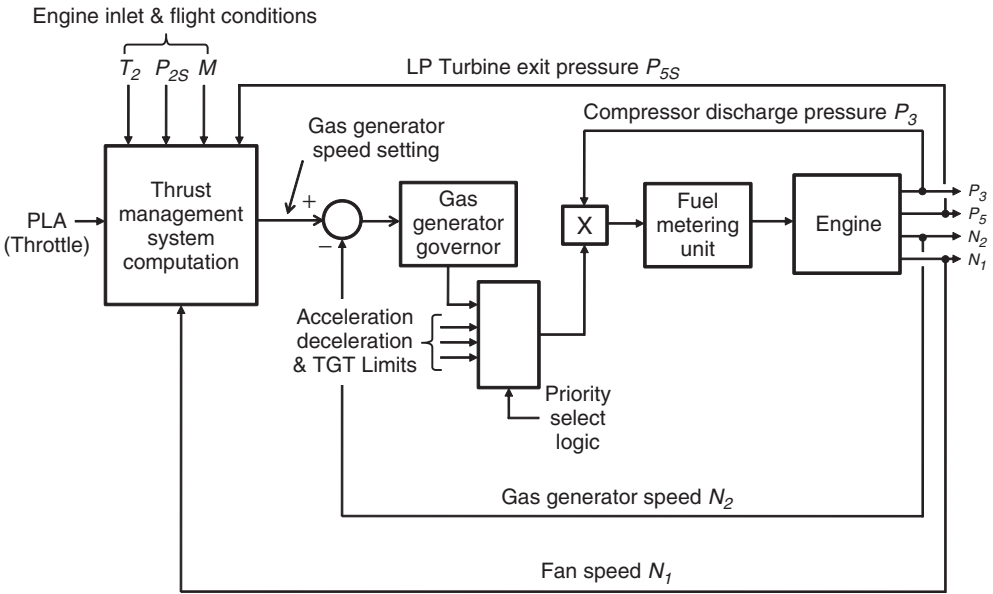 Engine inlet & flight conditions
T2 P2S M
LP Turbine exit pressure P5S
Compressor discharge pressure P3
Gas generator
speed setting
PLA
(Throttle)
Thrust
management
system
computation
+
−
Gas
generator
governor
X
Fuel
metering
unit
Engine
P3
P5
N2
N1
Acceleration
deceleration
& TGT Limits
Priority
select
logic
Gas generator speed N2
Fan speed N1